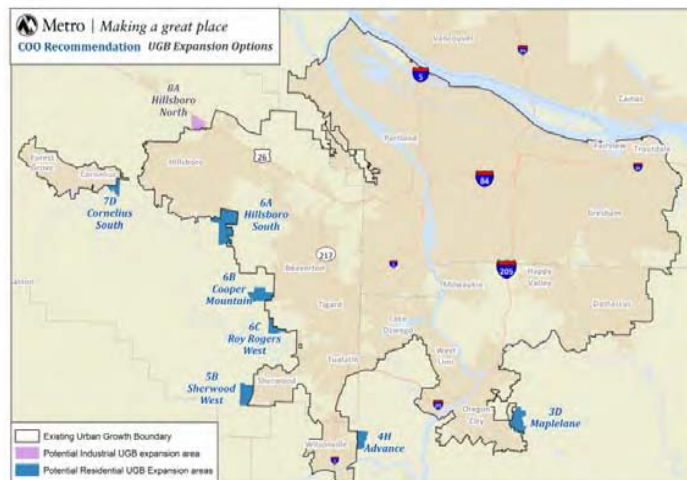 Metro | Making a great place
COO Recommendation UGB Expansion Options
Vancouver
5
Camas
8A
Hillsboro
North
Portland
Fairview
Troutdale
Forest
Grove
Cornelius
Hillsboro
26
84
7D
Cornelius
South
6A
Hillsboro
South
Gresham
Beaverton
217
205
Milwaukie
Happy
Valley
6B
Cooper
Mountain
Tigard
Damascus
Lake
Oswego
6C
Roy Rogers
West
Tualatin
West
Linn
5B
Sherwood
West
Sherwood
Oregon
City
3D
Maplelane
4H
Advance
Wilsonville
Existing Urban Growth Boundary
Potential Industrial UGB expansion area
Potential Residential UGB Expansion areas